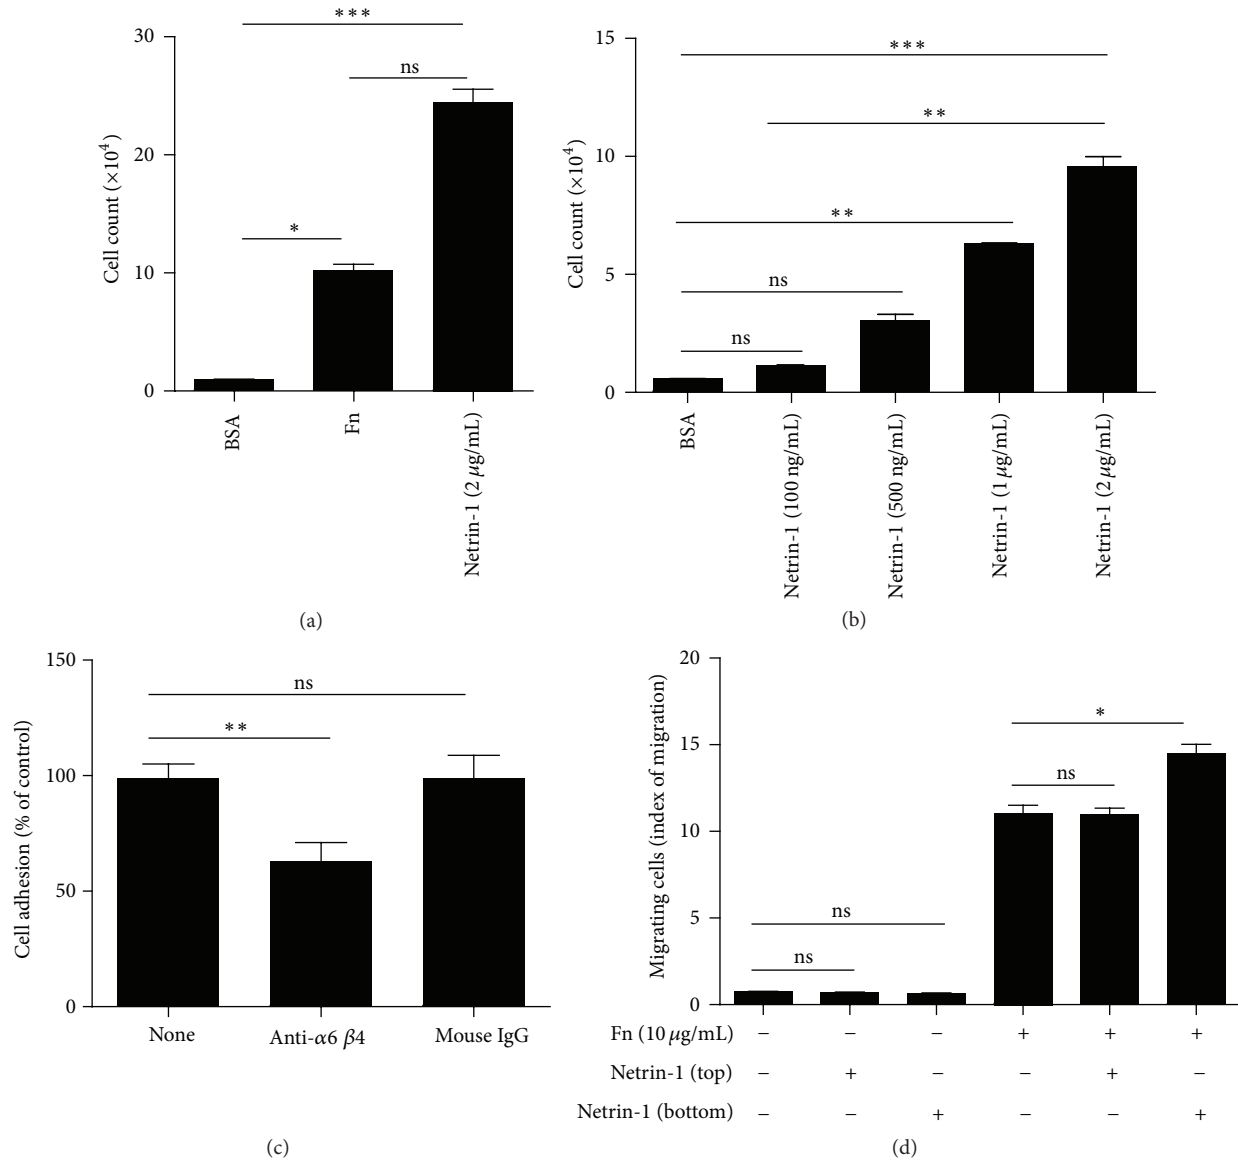 ***
ns
*
30
20
10
0
Cell count (×10⁴)
BSA
Fn
Netrin-1 (2 μg/mL)
(a)
***
**
**
ns
ns
15
10
5
0
Cell count (×10⁴)
BSA
Netrin-1 (100 ng/mL)
Netrin-1 (500 ng/mL)
Netrin-1 (1 μg/mL)
Netrin-1 (2 μg/mL)
(b)
ns
**
150
100
50
0
Cell adhesion (% of control)
None
Anti-α6 β4
Mouse IgG
(c)
*
ns
ns
ns
20
15
10
5
0
Migrating cells (index of migration)
Fn (10 μg/mL) − − − + + +
Netrin-1 (top) − + − − + −
Netrin-1 (bottom) − − + − − +
(d)